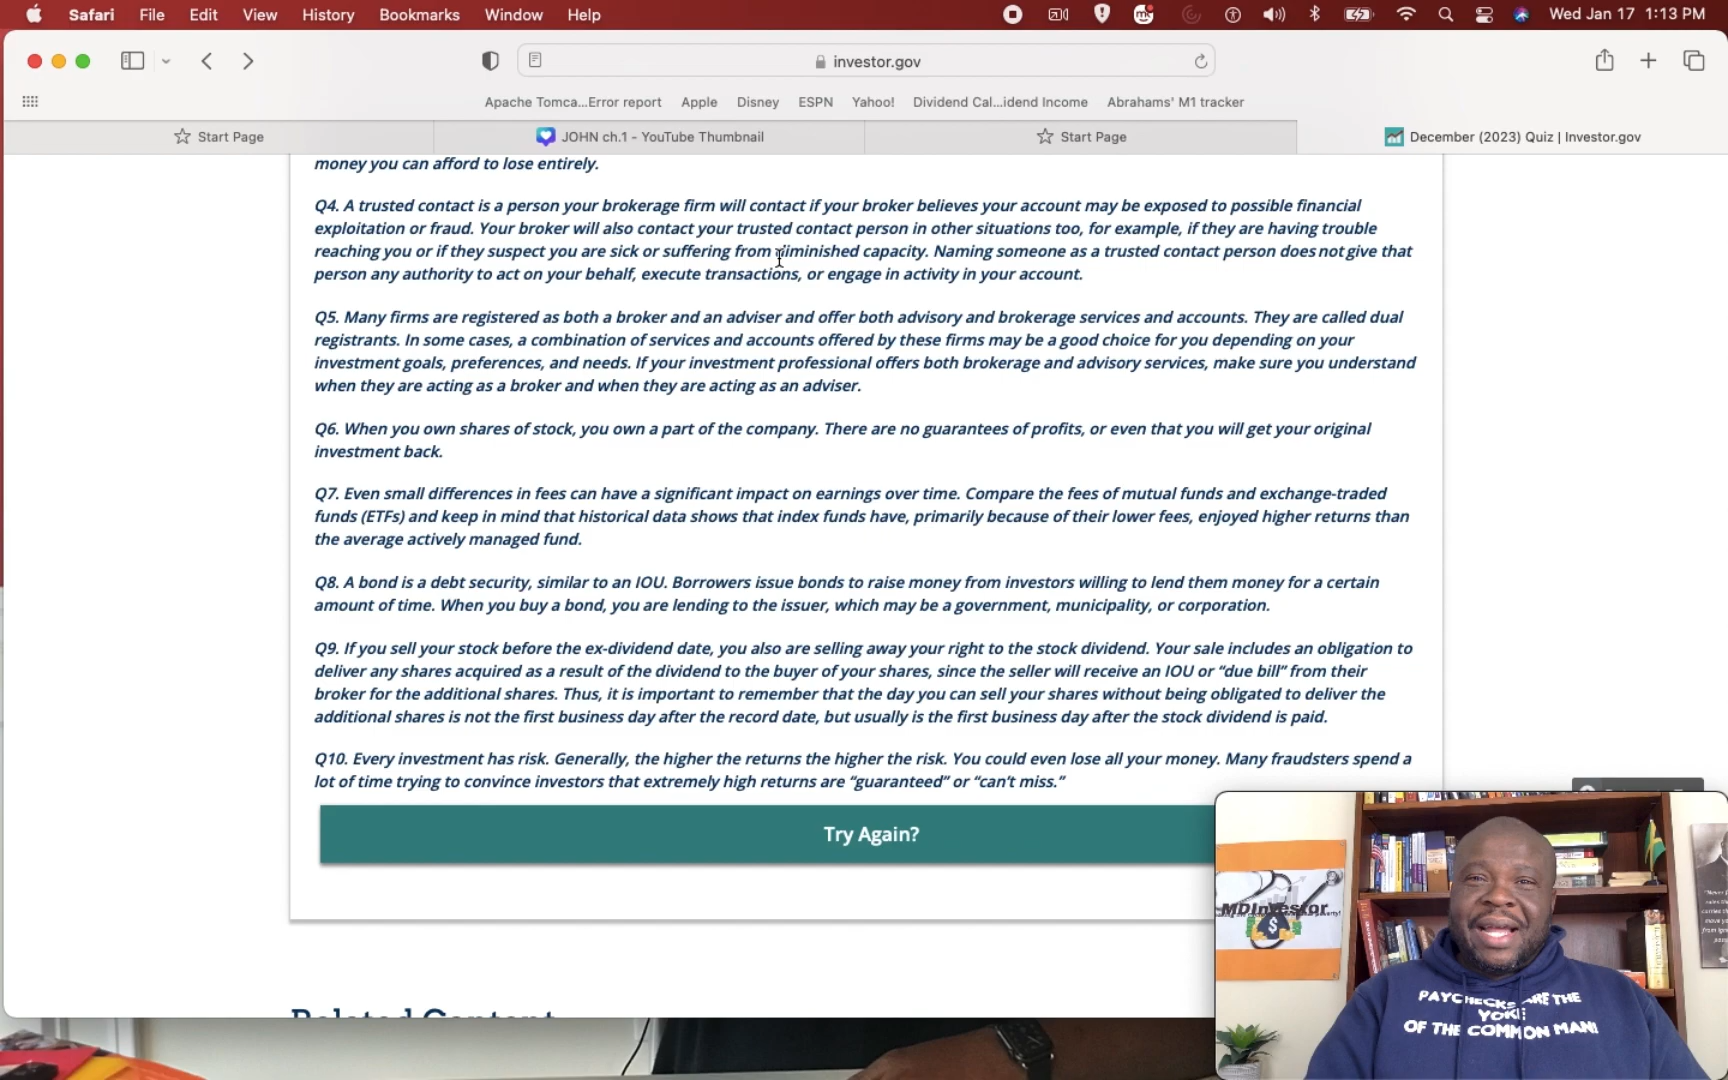 Safari File Edit View History Bookmarks Window Help Wed Jan 17 1:13 PM
investor.gov
Apache Tomca...Error report Apple Disney ESPN Yahoo! Dividend Cal...idend Income Abrahams' M1 tracker
Start Page JOHN ch.1 - YouTube Thumbnail Start Page December (2023) Quiz | Investor.gov
money you can afford to lose entirely.
Q4. A trusted contact is a person your brokerage firm will contact if your broker believes your account may be exposed to possible financial
exploitation or fraud. Your broker will also contact your trusted contact person in other situations too, for example, if they are having trouble
reaching you or if they suspect you are sick or suffering from diminished capacity. Naming someone as a trusted contact person does not give that
person any authority to act on your behalf, execute transactions, or engage in activity in your account.
Q5. Many firms are registered as both a broker and an adviser and offer both advisory and brokerage services and accounts. They are called dual
registrants. In some cases, a combination of services and accounts offered by these firms may be a good choice for you depending on your
investment goals, preferences, and needs. If your investment professional offers both brokerage and advisory services, make sure you understand
when they are acting as a broker and when they are acting as an adviser.
Q6. When you own shares of stock, you own a part of the company. There are no guarantees of profits, or even that you will get your original
investment back.
Q7. Even small differences in fees can have a significant impact on earnings over time. Compare the fees of mutual funds and exchange-traded
funds (ETFs) and keep in mind that historical data shows that index funds have, primarily because of their lower fees, enjoyed higher returns than
the average actively managed fund.
Q8. A bond is a debt security, similar to an IOU. Borrowers issue bonds to raise money from investors willing to lend them money for a certain
amount of time. When you buy a bond, you are lending to the issuer, which may be a government, municipality, or corporation.
Q9. If you sell your stock before the ex-dividend date, you also are selling away your right to the stock dividend. Your sale includes an obligation to
deliver any shares acquired as a result of the dividend to the buyer of your shares, since the seller will receive an IOU or “due bill” from their
broker for the additional shares. Thus, it is important to remember that the day you can sell your shares without being obligated to deliver the
additional shares is not the first business day after the record date, but usually is the first business day after the stock dividend is paid.
Q10. Every investment has risk. Generally, the higher the returns the higher the risk. You could even lose all your money. Many fraudsters spend a
lot of time trying to convince investors that extremely high returns are “guaranteed” or “can’t miss.”
Try Again?
Related Content
MDInvestor
poverty!
$
PAYCHECKS ARE THE
YOKE
OF THE COMMON MAN!